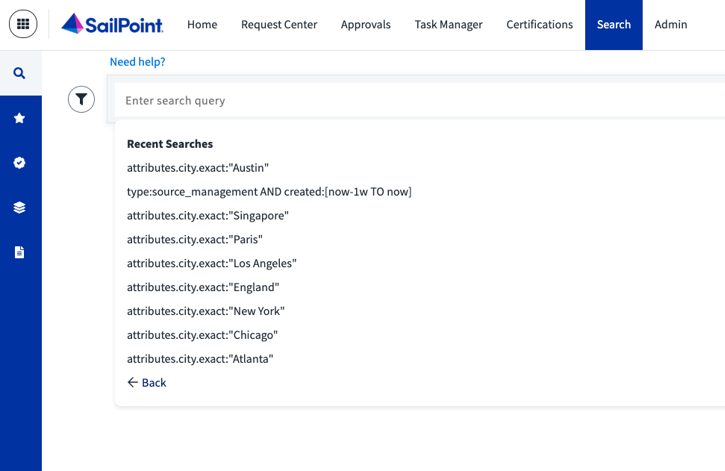 SailPoint.
Home
Request Center
Approvals
Task Manager
Certifications
Search
Admin
Need help?
Enter search query
Recent Searches
attributes.city.exact:"Austin"
type:source_management AND created:[now-1w TO now]
attributes.city.exact:"Singapore"
attributes.city.exact:"Paris"
attributes.city.exact:"Los Angeles"
attributes.city.exact:"England"
attributes.city.exact:"New York"
attributes.city.exact:"Chicago"
attributes.city.exact:"Atlanta"
Back